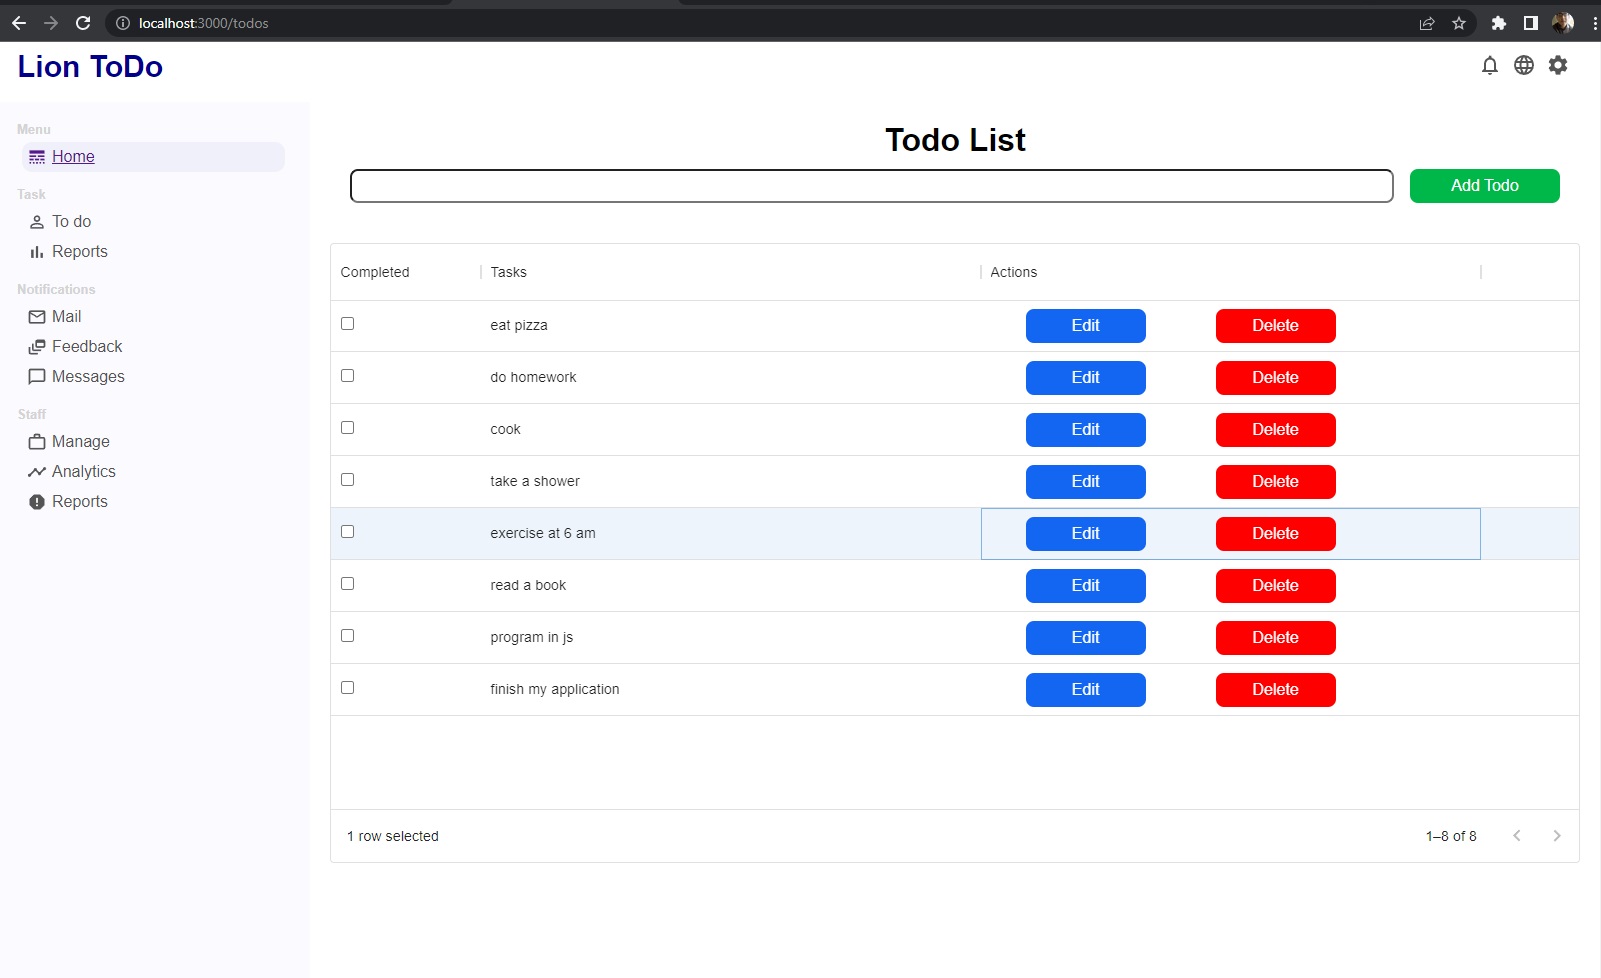 localhost:3000/todos
Lion ToDo
Menu
Home
Task
To do
Reports
Notifications
Mail
Feedback
Messages
Staff
Manage
Analytics
Reports
Todo List
Add Todo
Completed Tasks Actions
eat pizza Edit Delete
do homework Edit Delete
cook Edit Delete
take a shower Edit Delete
exercise at 6 am Edit Delete
read a book Edit Delete
program in js Edit Delete
finish my application Edit Delete
1 row selected 1–8 of 8